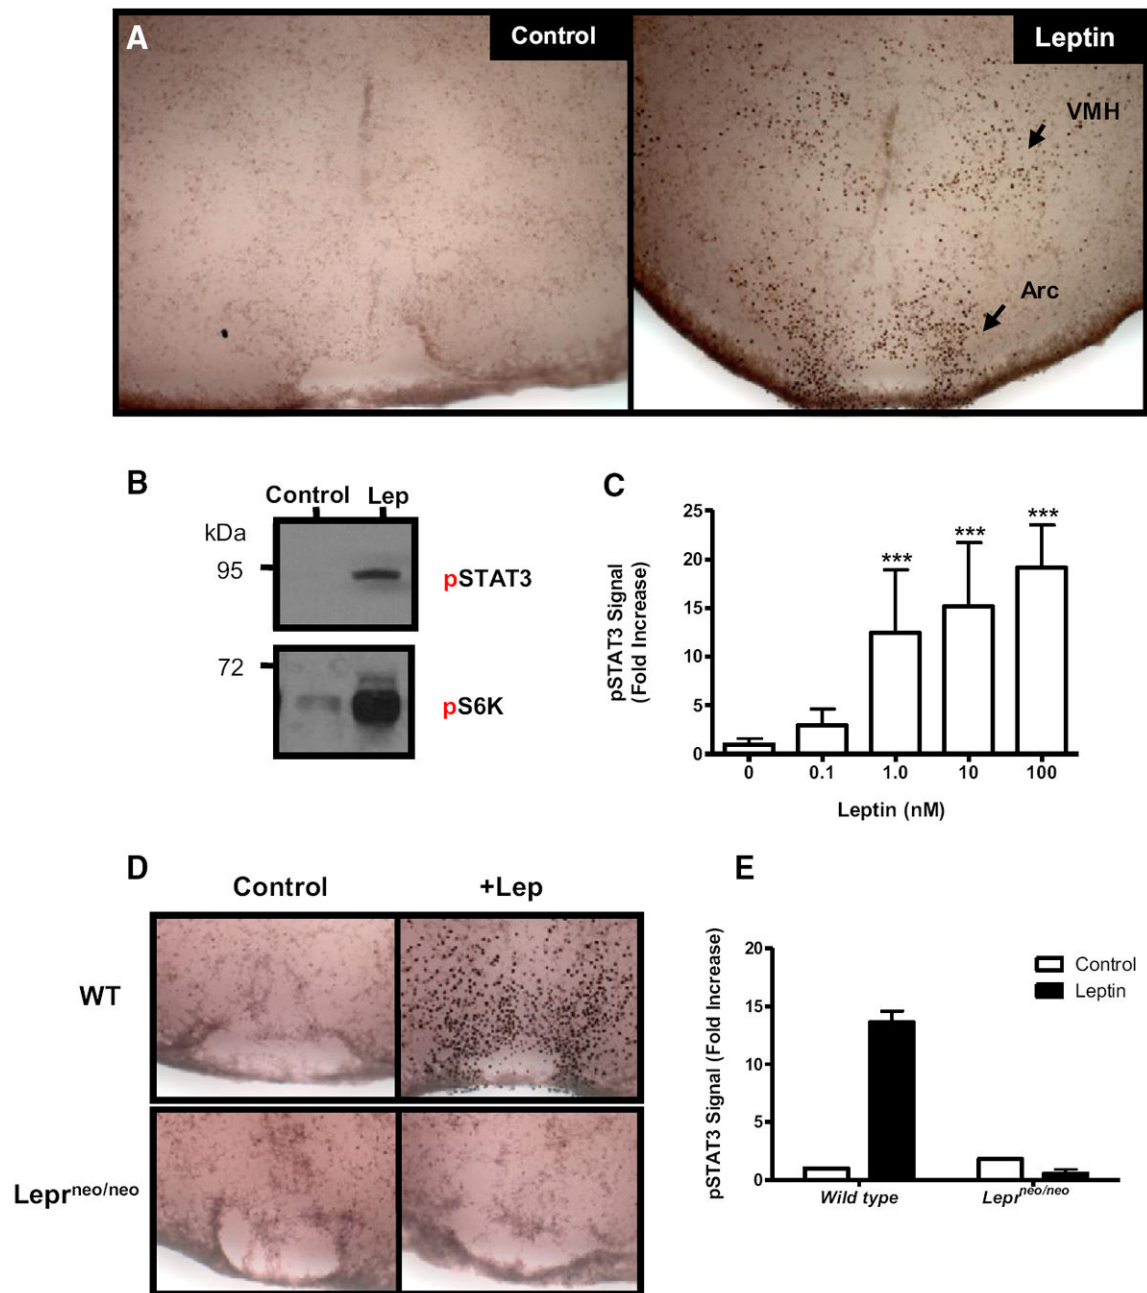 A
Control
Leptin
VMH
Arc
B
Control Lep
kDa
95
pSTAT3
72
pS6K
C
pSTAT3 Signal
(Fold Increase)
25
20
15
10
5
0
*** *** ***
0 0.1 1.0 10 100
Leptin (nM)
D
Control +Lep
WT
Lepr^neo/neo
E
pSTAT3 Signal (Fold Increase)
20
15
10
5
0
Control
Leptin
Wild type Lepr^neo/neo